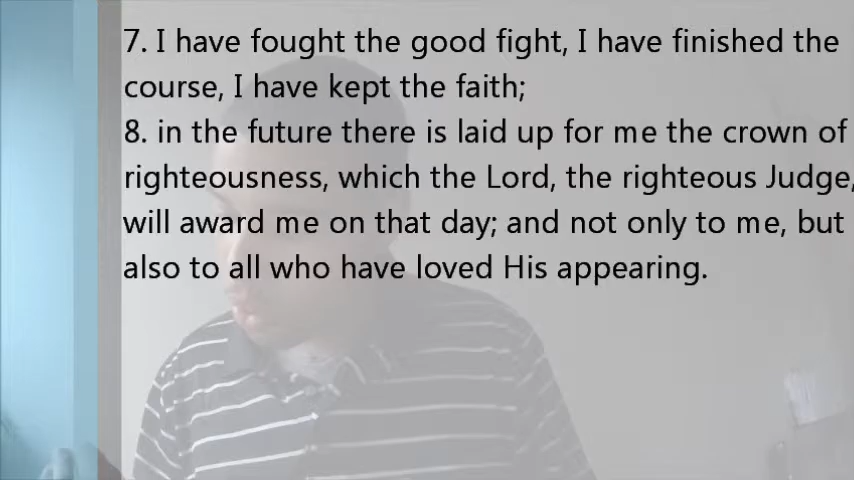 7. I have fought the good fight, I have finished the
course, I have kept the faith;
8. in the future there is laid up for me the crown of
righteousness, which the Lord, the righteous Judge,
will award me on that day; and not only to me, but
also to all who have loved His appearing.